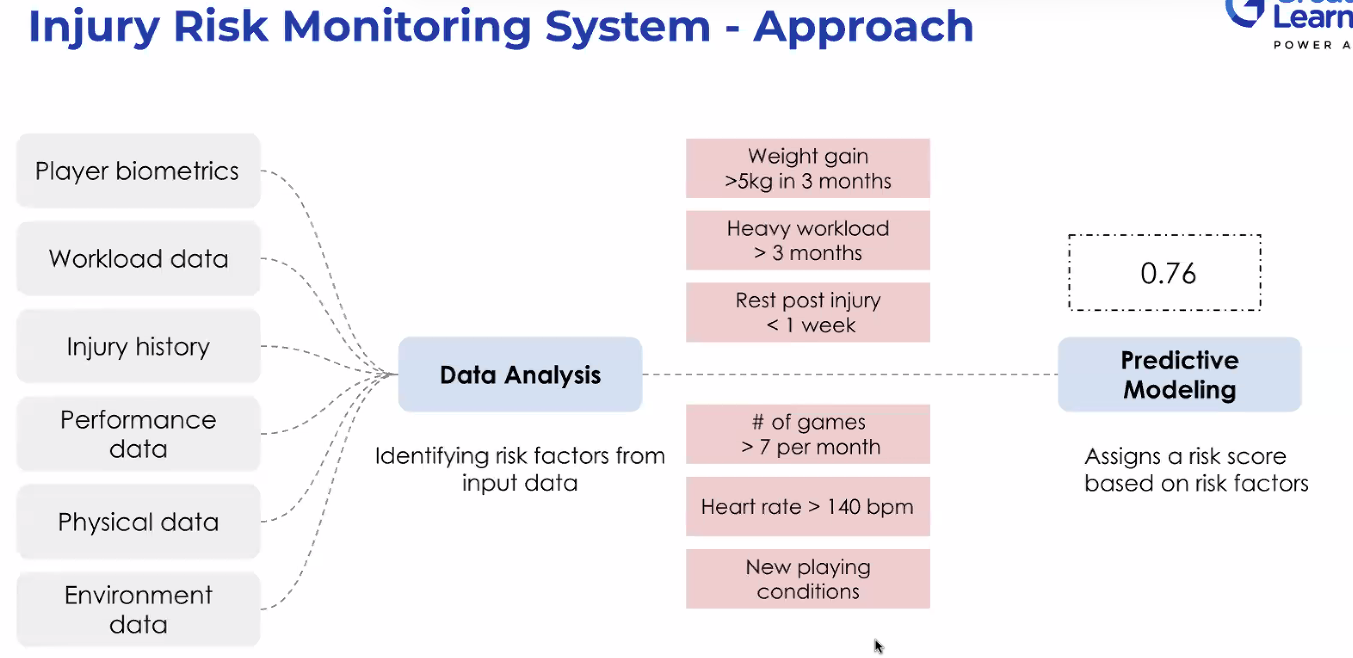 Injury Risk Monitoring System - Approach
Learn
POWER A
Player biometrics
Workload data
Injury history
Performance
data
Physical data
Environment
data
Data Analysis
Identifying risk factors from
input data
Weight gain
>5kg in 3 months
Heavy workload
> 3 months
Rest post injury
< 1 week
# of games
> 7 per month
Heart rate > 140 bpm
New playing
conditions
0.76
Predictive
Modeling
Assigns a risk score
based on risk factors